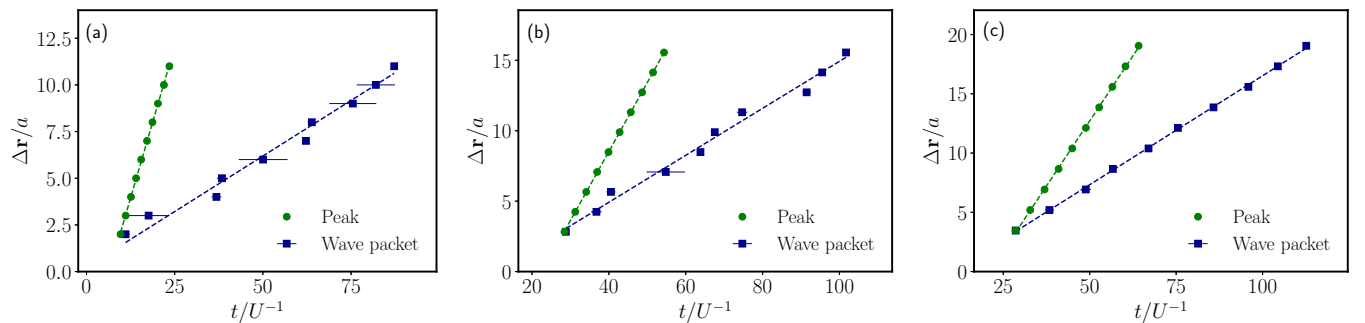 (a)
12.5
10.0
7.5
5.0
2.5
0.0
Δr/a
0 25 50 75
t/U⁻¹
Peak
Wave packet
(b)
15
10
5
0
Δr/a
20 40 60 80 100
t/U⁻¹
Peak
Wave packet
(c)
20
15
10
5
0
Δr/a
25 50 75 100
t/U⁻¹
Peak
Wave packet